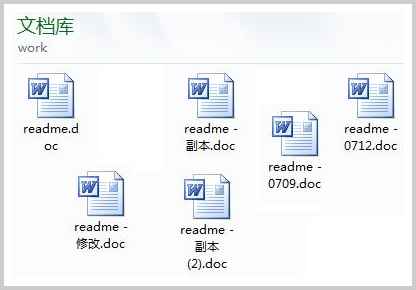 文档库
work
readme.d
oc
readme -
副本.doc
readme -
0709.doc
readme -
0712.doc
readme -
修改.doc
readme -
副本
(2).doc